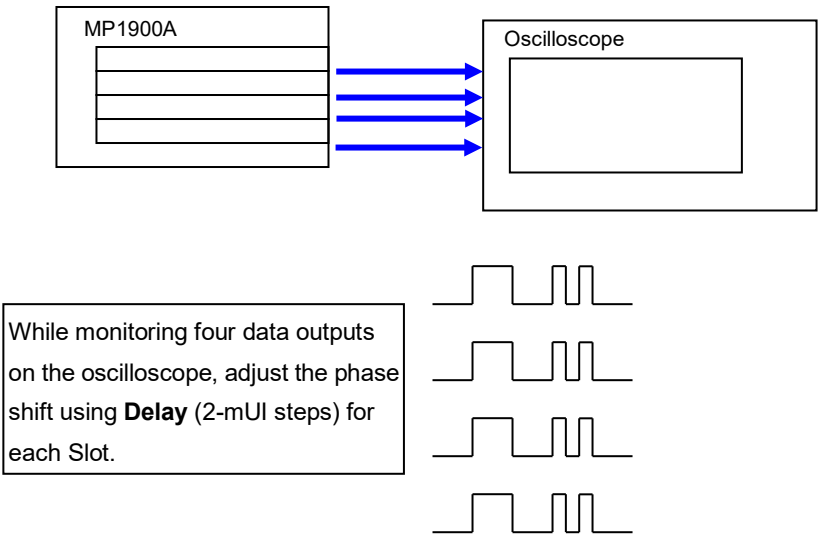 MP1900A
Oscilloscope
While monitoring four data outputs
on the oscilloscope, adjust the phase
shift using Delay (2-mUI steps) for
each Slot.